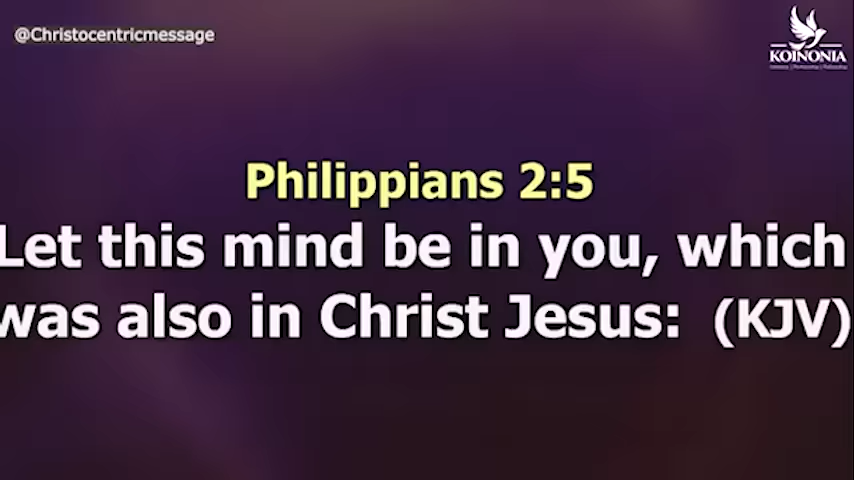 @Christocentricmessage
KOINONIA
Philippians 2:5
Let this mind be in you, which
was also in Christ Jesus: (KJV)